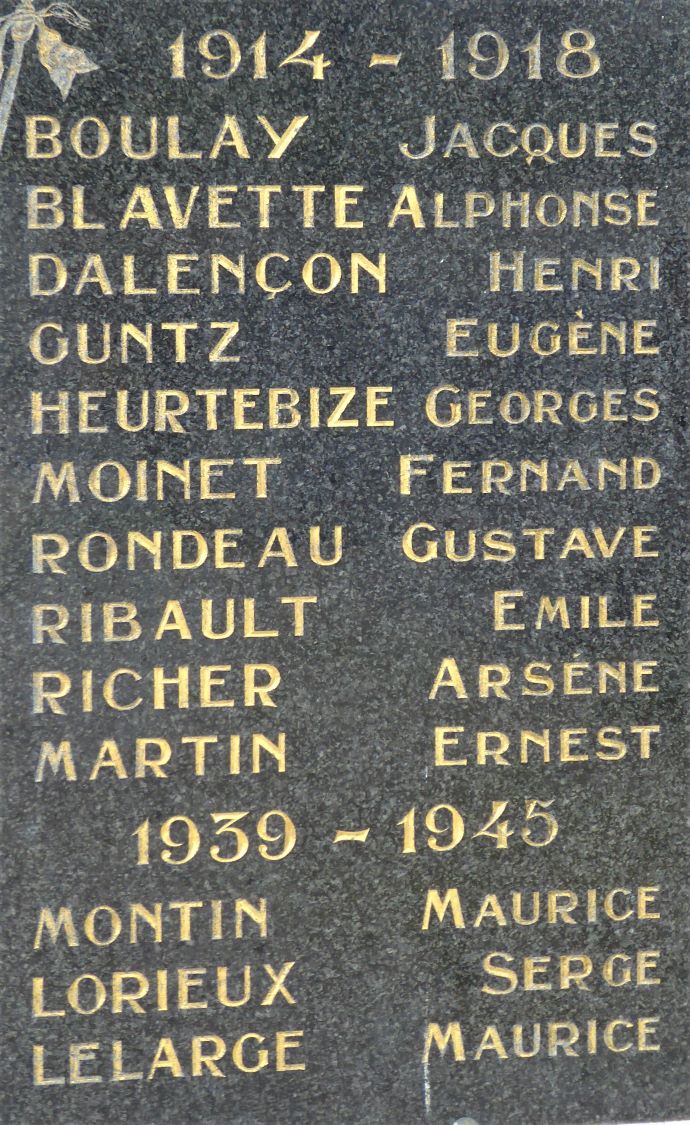 1914 - 1918
BOULAY JACQUES
BLAVETTE ALPHONSE
DALENÇON HENRI
GUNTZ EUGÈNE
HEURTEBIZE GEORGES
MOINET FERNAND
RONDEAU GUSTAVE
RIBAULT EMILE
RICHER ARSÉNE
MARTIN ERNEST
1939 - 1945
MONTIN MAURICE
LORIEUX SERGE
LELARGE MAURICE